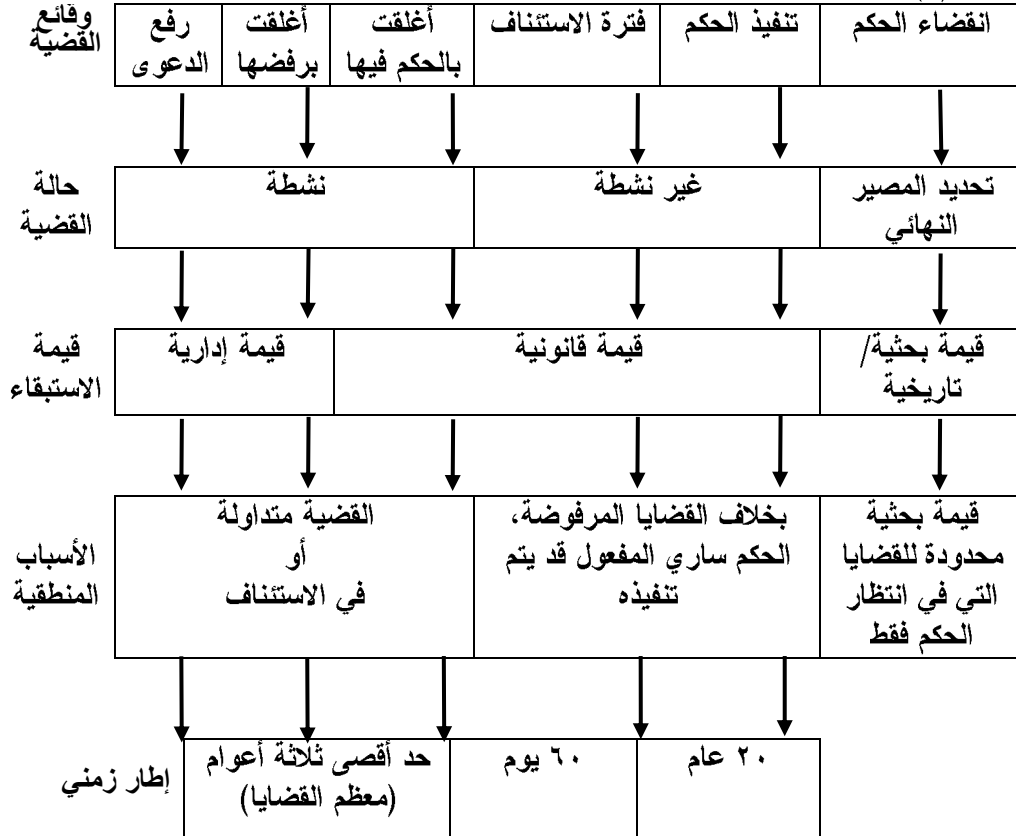 وقائع
القضية
رفع
الدعوى
أغلقت
برفضها
أغلقت
بالحكم فيها
فترة الاستئناف
تنفيذ الحكم
انقضاء الحكم
حالة
القضية
نشطة
غير نشطة
تحديد المصير
النهائي
قيمة
الاستبقاء
قيمة إدارية
قيمة قانونية
قيمة بحثية/
تاريخية
الأسباب
المنطقية
القضية متداولة
أو
في الاستئناف
بخلاف القضايا المرفوضة،
الحكم ساري المفعول قد يتم
تنفيذه
قيمة بحثية
محدودة للقضايا
التي في انتظار
الحكم فقط
إطار زمني
حد أقصى ثلاثة أعوام
(معظم القضايا)
٦٠ يوم
٢٠ عام